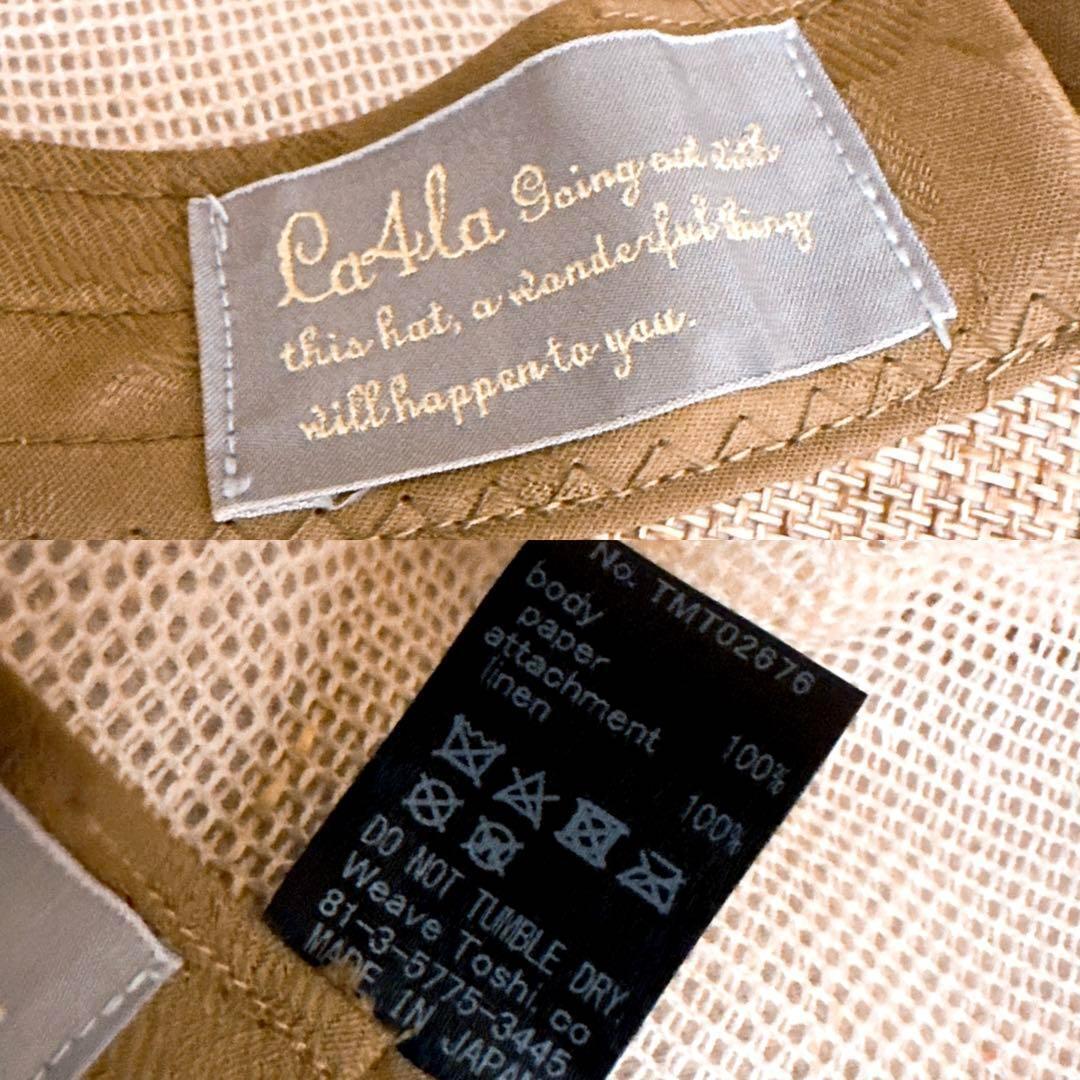 Ca4la Going out with
this hat, a wonderful thing
will happen to you.
No. TMT02676
body
paper 100%
attachment
linen 100%
DO NOT TUMBLE DRY
Weave Toshi,co
81-3-5775-3445
MADE IN JAPAN